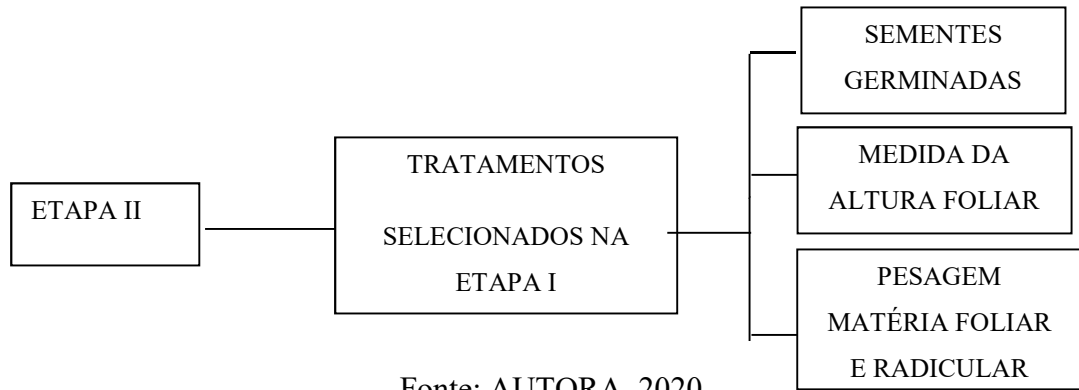 ETAPA II
TRATAMENTOS
SELECIONADOS NA
ETAPA I
SEMENTES
GERMINADAS
MEDIDA DA
ALTURA FOLIAR
PESAGEM
MATÉRIA FOLIAR
E RADICULAR
Fonte: AUTORA, 2020